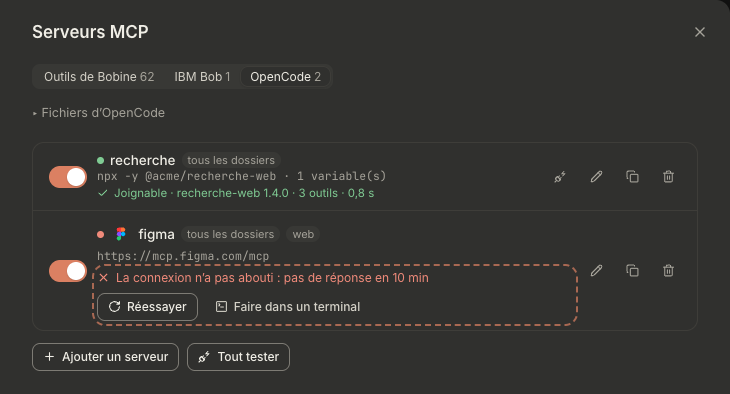 Serveurs MCP
Outils de Bobine 62 IBM Bob 1 OpenCode 2
Fichiers d’OpenCode
recherche tous les dossiers
npx -y @acme/recherche-web · 1 variable(s)
Joignable · recherche-web 1.4.0 · 3 outils · 0,8 s
figma tous les dossiers web
https://mcp.figma.com/mcp
La connexion n’a pas abouti : pas de réponse en 10 min
Réessayer Faire dans un terminal
Ajouter un serveur Tout tester